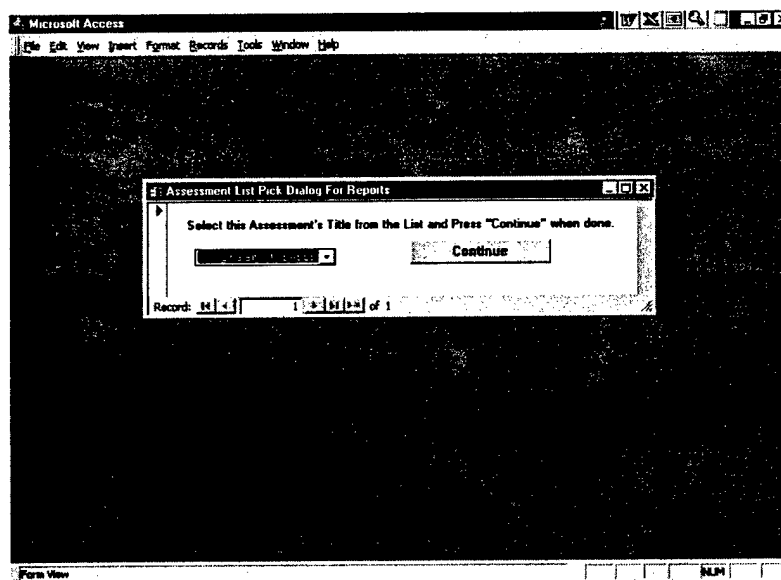 Microsoft Access
File Edit View Insert Format Records Tools Window Help
Assessment List Pick Dialog For Reports
Select this Assessment's Title from the List and Press "Continue" when done.
Continue
Record: 1 of 1
Form View NUM